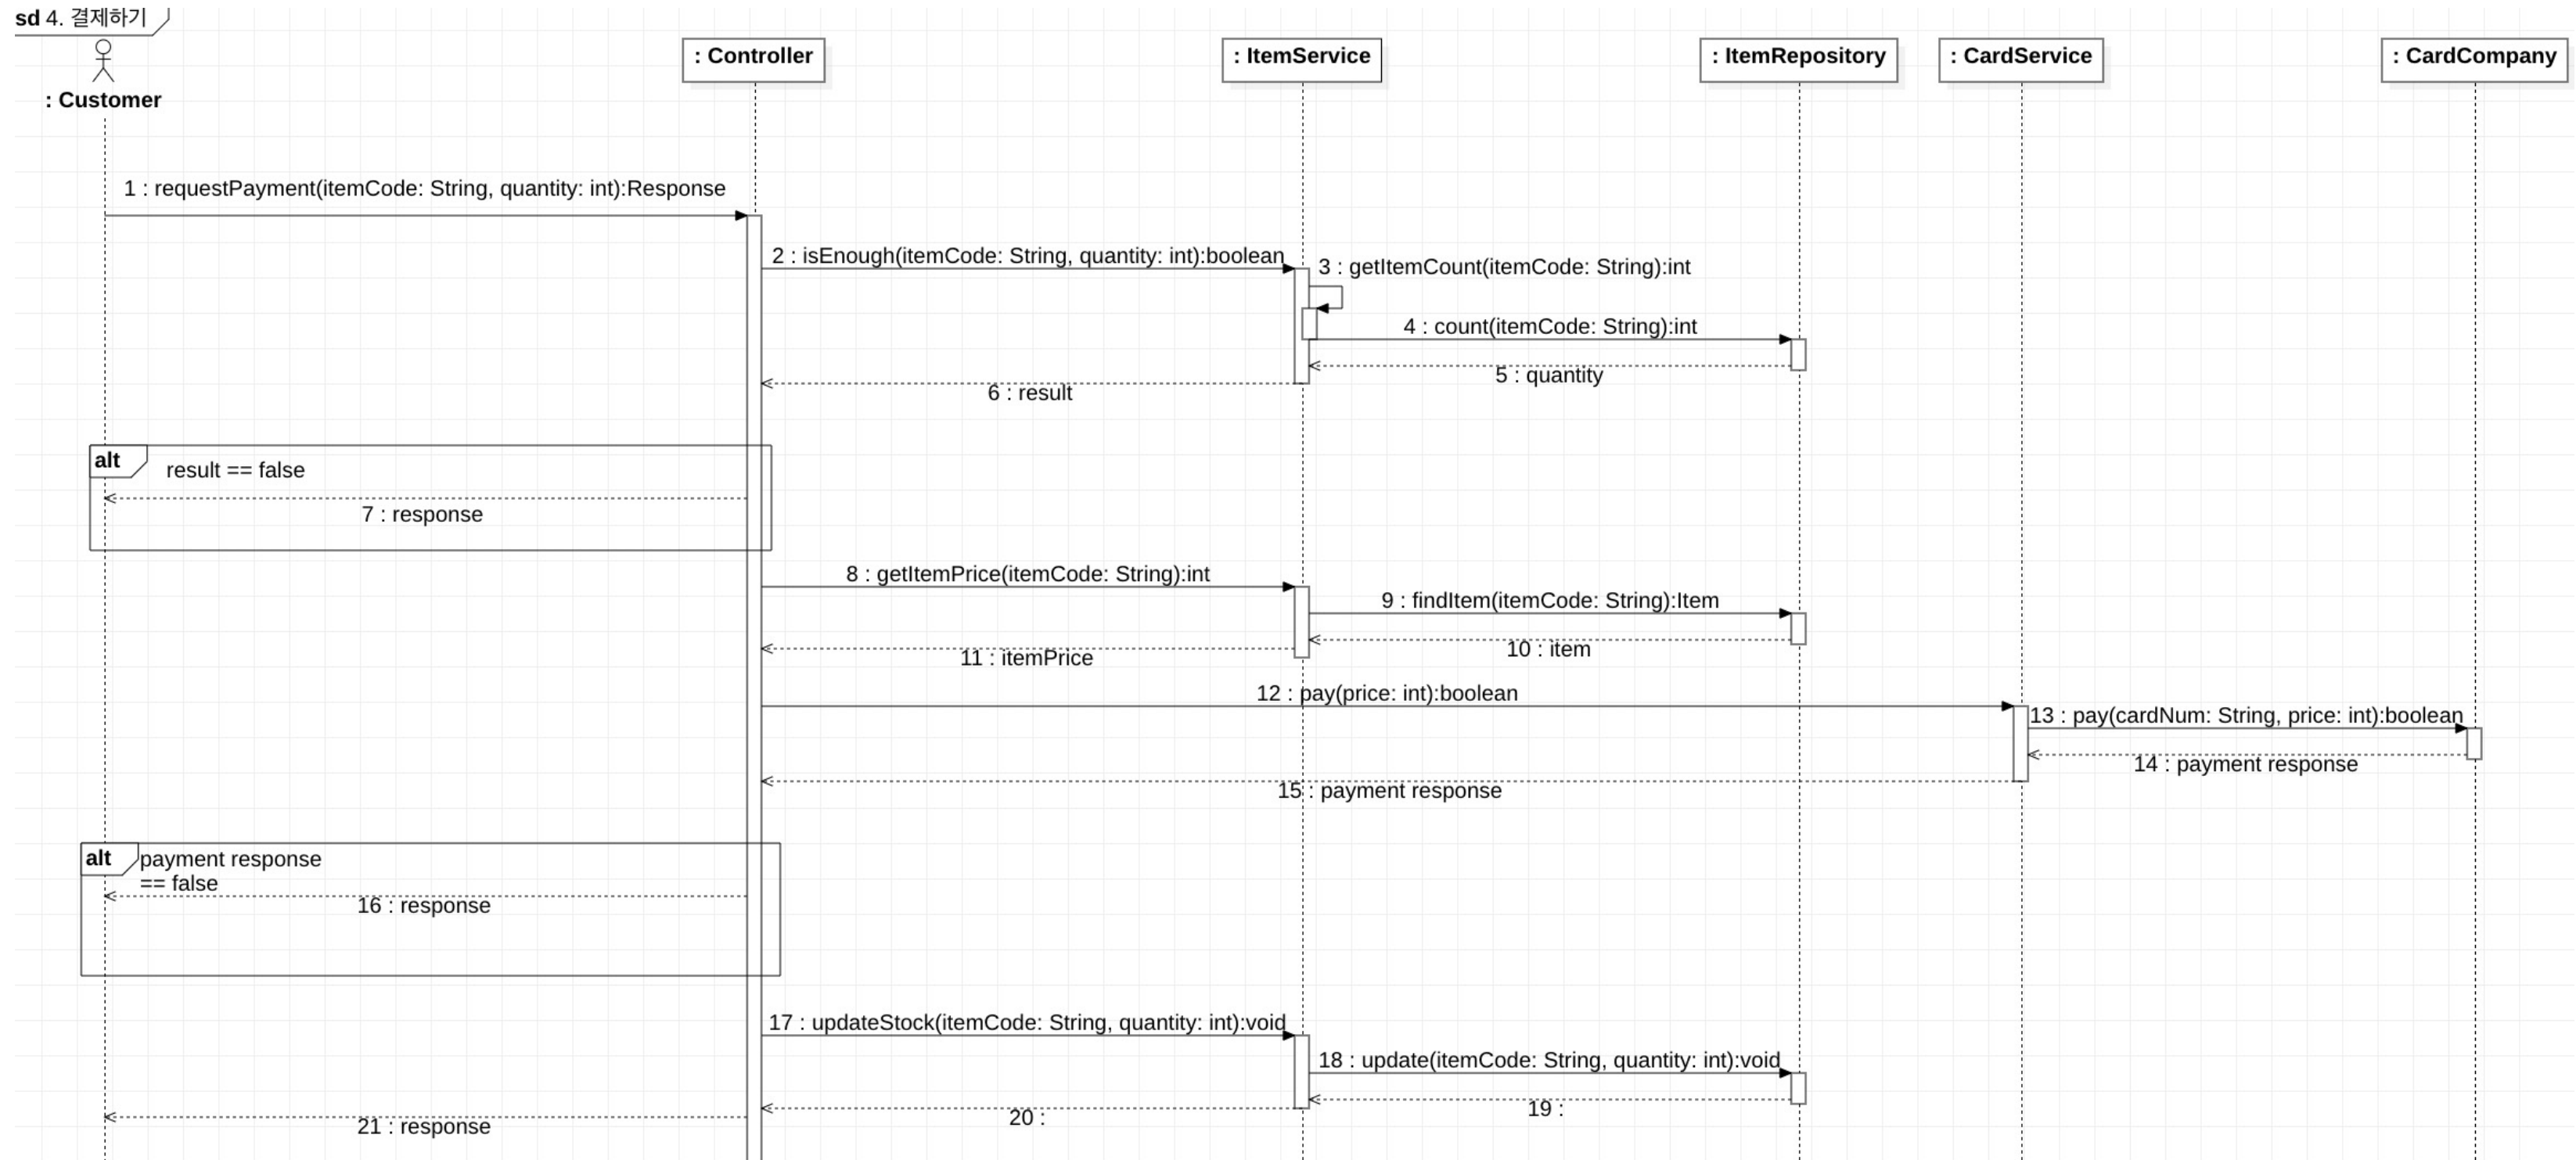 sd 4. 결제하기
: Customer
: Controller
: ItemService
: ItemRepository
: CardService
: CardCompany
1 : requestPayment(itemCode: String, quantity: int):Response
2 : isEnough(itemCode: String, quantity: int):boolean
3 : getItemCount(itemCode: String):int
4 : count(itemCode: String):int
5 : quantity
6 : result
alt
result == false
7 : response
8 : getItemPrice(itemCode: String):int
9 : findItem(itemCode: String):Item
10 : item
11 : itemPrice
12 : pay(price: int):boolean
13 : pay(cardNum: String, price: int):boolean
14 : payment response
15 : payment response
alt
payment response
== false
16 : response
17 : updateStock(itemCode: String, quantity: int):void
18 : update(itemCode: String, quantity: int):void
19 :
20 :
21 : response